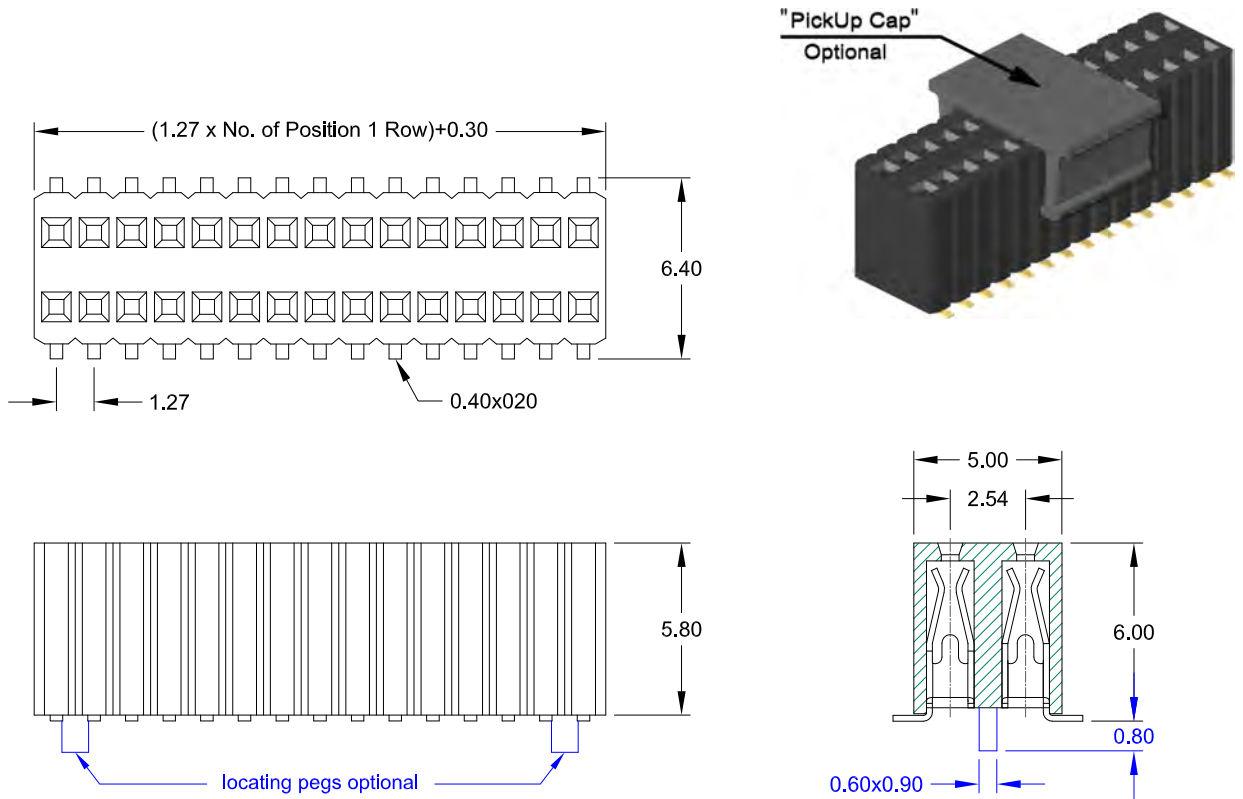 "PickUp Cap"
Optional
(1.27 x No. of Position 1 Row)+0.30
6.40
1.27
0.40x020
5.00
2.54
5.80
6.00
0.80
locating pegs optional
0.60x0.90